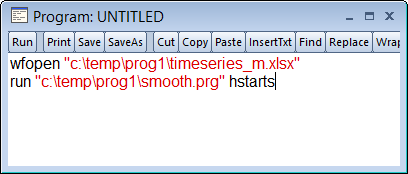 Program: UNTITLED
Run Print Save SaveAs Cut Copy Paste InsertTxt Find Replace Wrap
wfopen "c:\temp\prog1\timeseries_m.xlsx"
run "c:\temp\prog1\smooth.prg" hstarts